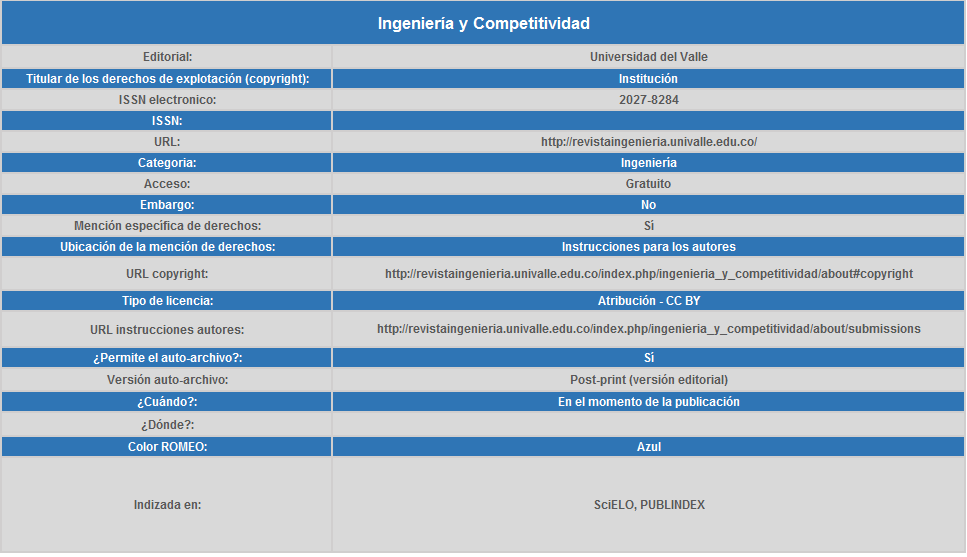 Ingeniería y Competitividad
Editorial: Universidad del Valle
Titular de los derechos de explotación (copyright): Institución
ISSN electronico: 2027-8284
ISSN:
URL: http://revistaingenieria.univalle.edu.co/
Categoria: Ingeniería
Acceso: Gratuito
Embargo: No
Mención específica de derechos: Sí
Ubicación de la mención de derechos: Instrucciones para los autores
URL copyright: http://revistaingenieria.univalle.edu.co/index.php/ingenieria_y_competitividad/about#copyright
Tipo de licencia: Atribución - CC BY
URL instrucciones autores: http://revistaingenieria.univalle.edu.co/index.php/ingenieria_y_competitividad/about/submissions
¿Permite el auto-archivo?: Sí
Versión auto-archivo: Post-print (versión editorial)
¿Cuándo?: En el momento de la publicación
¿Dónde?:
Color ROMEO: Azul
Indizada en: SciELO, PUBLINDEX